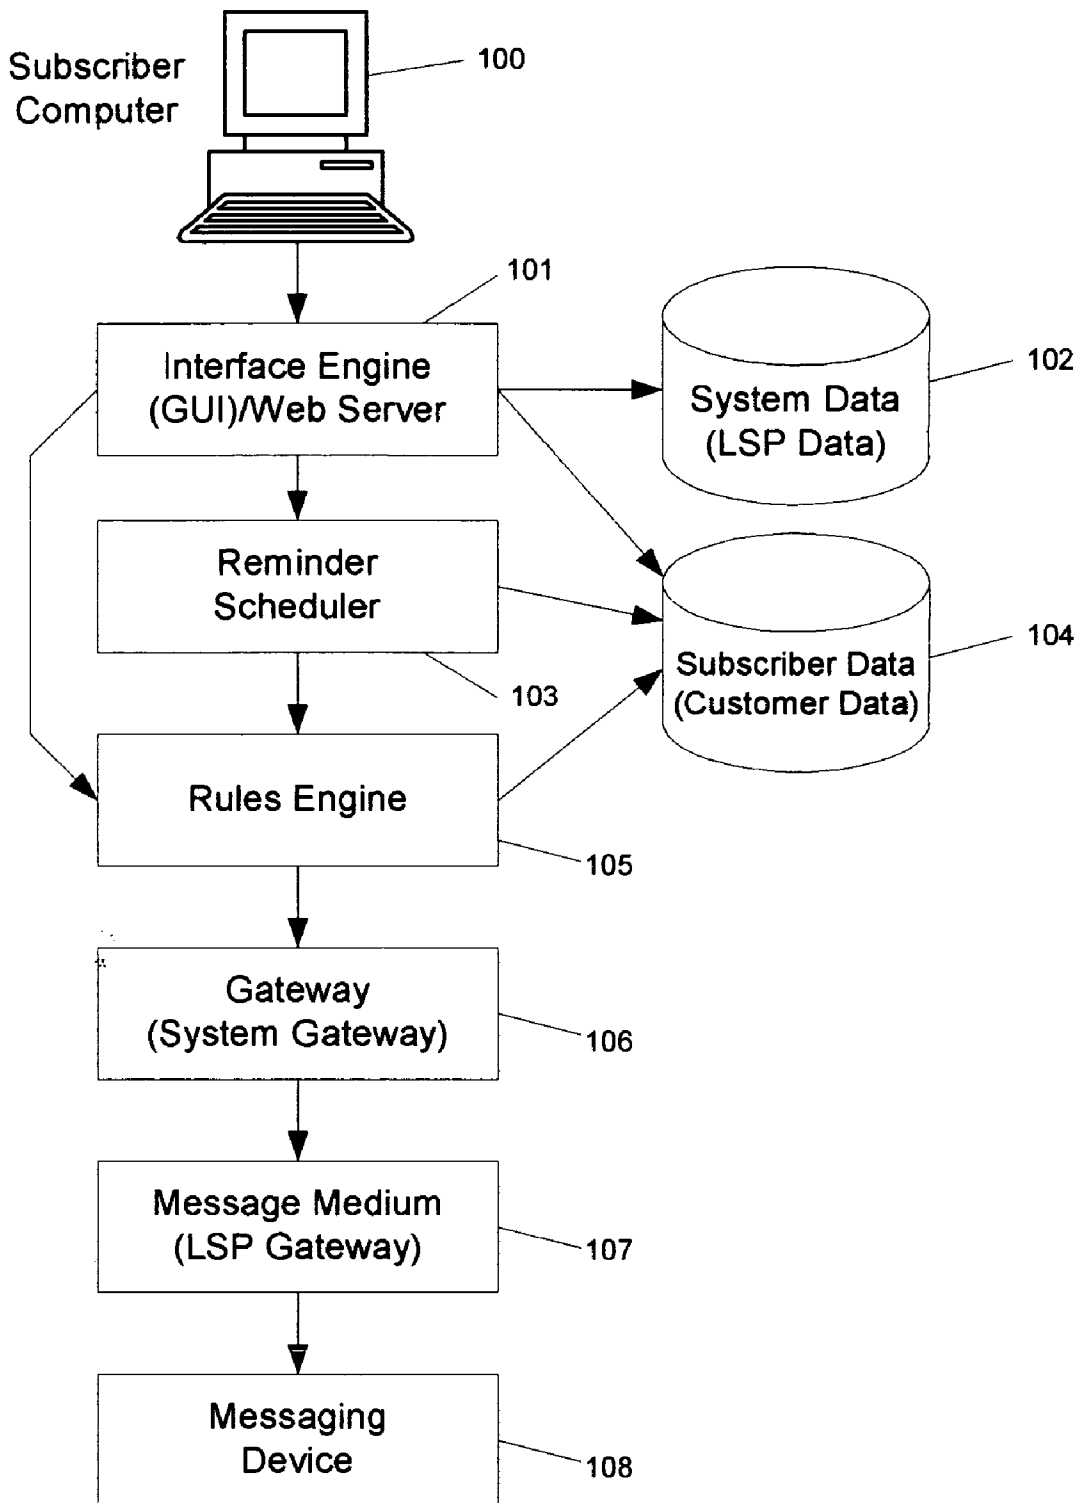 Subscriber
Computer
100
101
Interface Engine
(GUI)/Web Server
System Data
(LSP Data)
102
Reminder
Scheduler
103
Subscriber Data
(Customer Data)
104
Rules Engine
105
Gateway
(System Gateway)
106
Message Medium
(LSP Gateway)
107
Messaging
Device
108